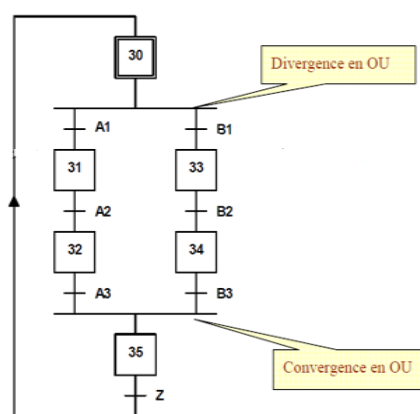 30
Divergence en OU
A1
B1
31
33
A2
B2
32
34
A3
B3
35
Convergence en OU
Z